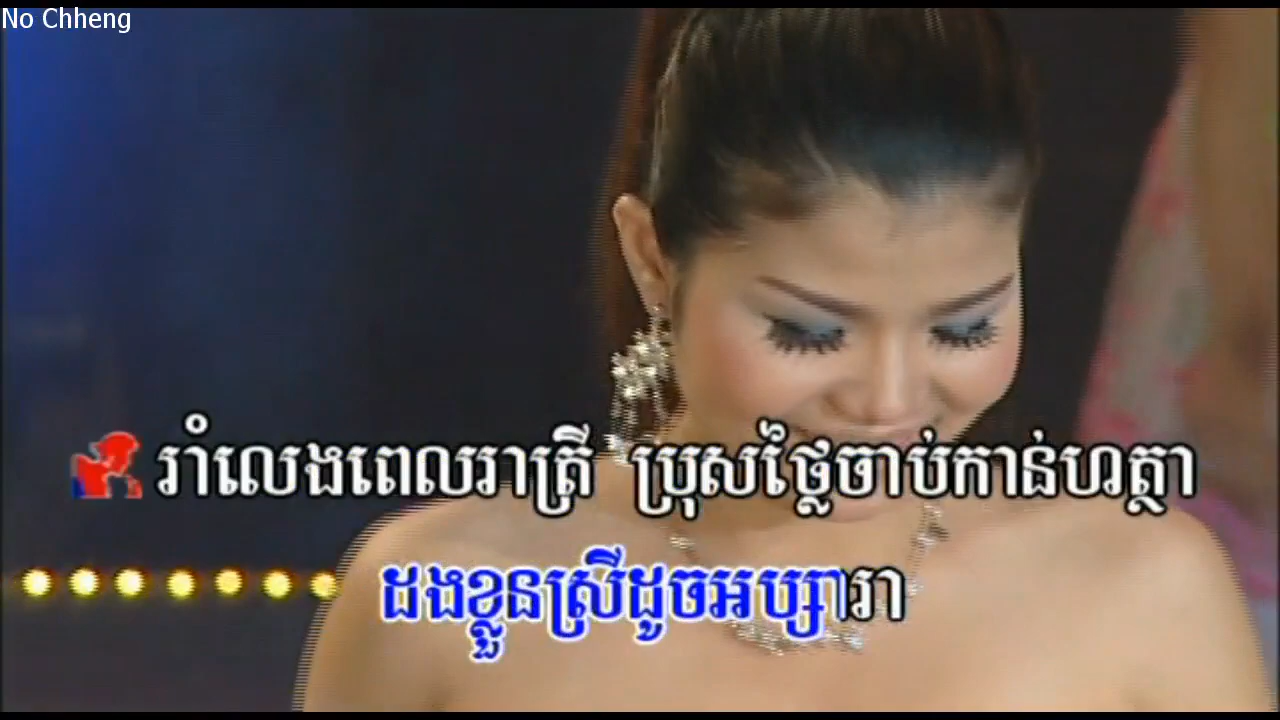 No Chheng
រាំលេងពេលរាត្រី ប្រុសថ្លៃចាប់កាន់ហត្ថា
ដងខ្លួនស្រីដូចអប្សារា